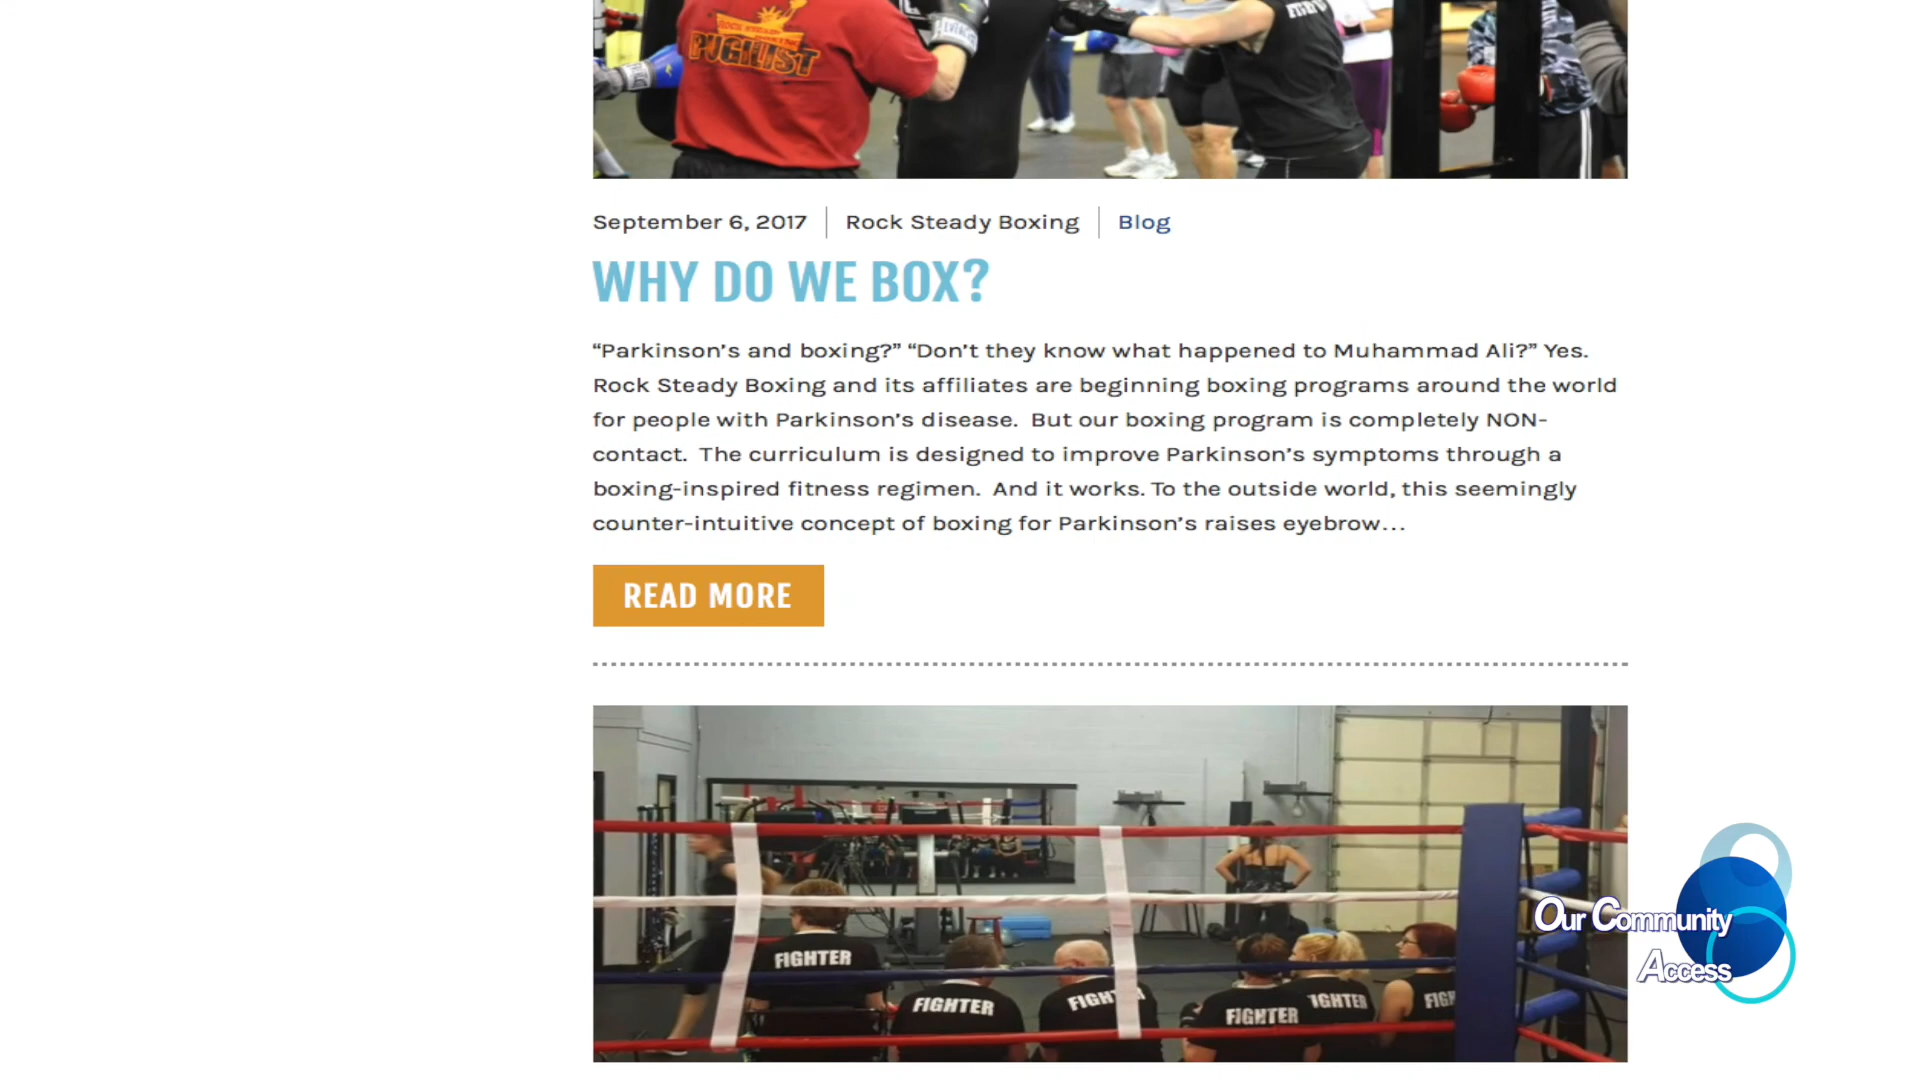 ROCK STEADY
PUGILIST
September 6, 2017 Rock Steady Boxing Blog
WHY DO WE BOX?
“Parkinson’s and boxing?” “Don’t they know what happened to Muhammad Ali?” Yes.
Rock Steady Boxing and its affiliates are beginning boxing programs around the world
for people with Parkinson’s disease. But our boxing program is completely NON-
contact. The curriculum is designed to improve Parkinson’s symptoms through a
boxing-inspired fitness regimen. And it works. To the outside world, this seemingly
counter-intuitive concept of boxing for Parkinson’s raises eyebrow…
READ MORE
FIGHTER
FIGHTER
FIGHT
FIGHTER
IGHTER
FIGH
Our Community
Access